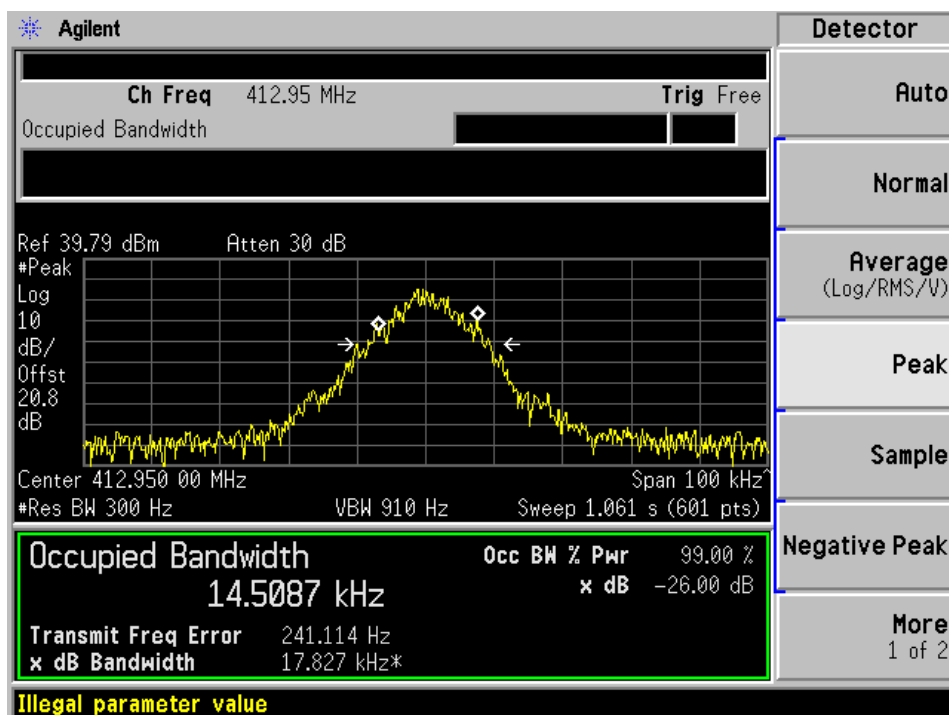 Agilent
Detector
Ch Freq 412.95 MHz Trig Free
Occupied Bandwidth
Auto
Normal
Average
(Log/RMS/V)
Peak
Sample
Negative Peak
More
1 of 2
Ref 39.79 dBm Atten 30 dB
#Peak
Log
10
dB/
Offst
20.8
dB
Center 412.950 00 MHz Span 100 kHz^
#Res BW 300 Hz VBW 910 Hz Sweep 1.061 s (601 pts)
Occupied Bandwidth
14.5087 kHz
Occ BW % Pwr 99.00 %
x dB -26.00 dB
Transmit Freq Error 241.114 Hz
x dB Bandwidth 17.827 kHz*
Illegal parameter value